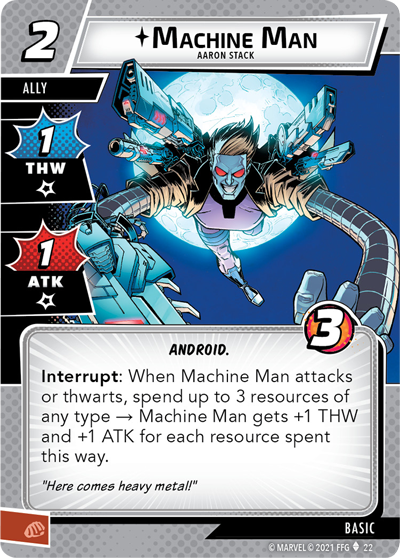 2
✦MACHINE MAN
AARON STACK
ALLY
1
THW
1
ATK
3
ANDROID.
Interrupt: When Machine Man attacks
or thwarts, spend up to 3 resources of
any type → Machine Man gets +1 THW
and +1 ATK for each resource spent
this way.
"Here comes heavy metal!"
BASIC
© MARVEL © 2021 FFG 22